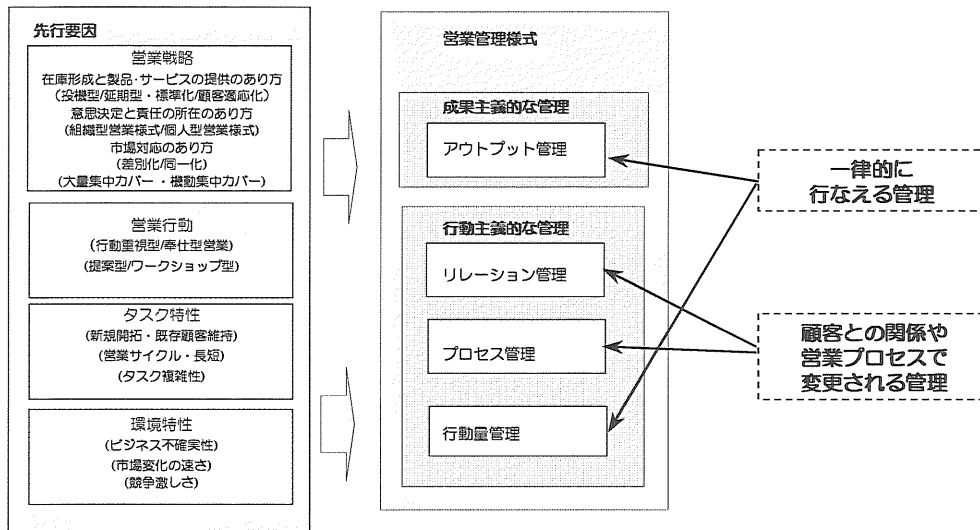 先行要因
営業戦略
在庫形成と製品・サービスの提供のあり方
(投機型/延期型・標準化/顧客適応化)
意思決定と責任の所在のあり方
(組織型営業様式/個人型営業様式)
市場対応のあり方
(差別化/同一化)
(大量集中カバー・機動集中カバー)
営業行動
(行動重視型/奉仕型営業)
(提案型/ワークショップ型)
タスク特性
(新規開拓・既存顧客維持)
(営業サイクル・長短)
(タスク複雑性)
環境特性
(ビジネス不確実性)
(市場変化の速さ)
(競争激しさ)
営業管理様式
成果主義的な管理
アウトプット管理
行動主義的な管理
リレーション管理
プロセス管理
行動量管理
一律的に
行なえる管理
顧客との関係や
営業プロセスで
変更される管理